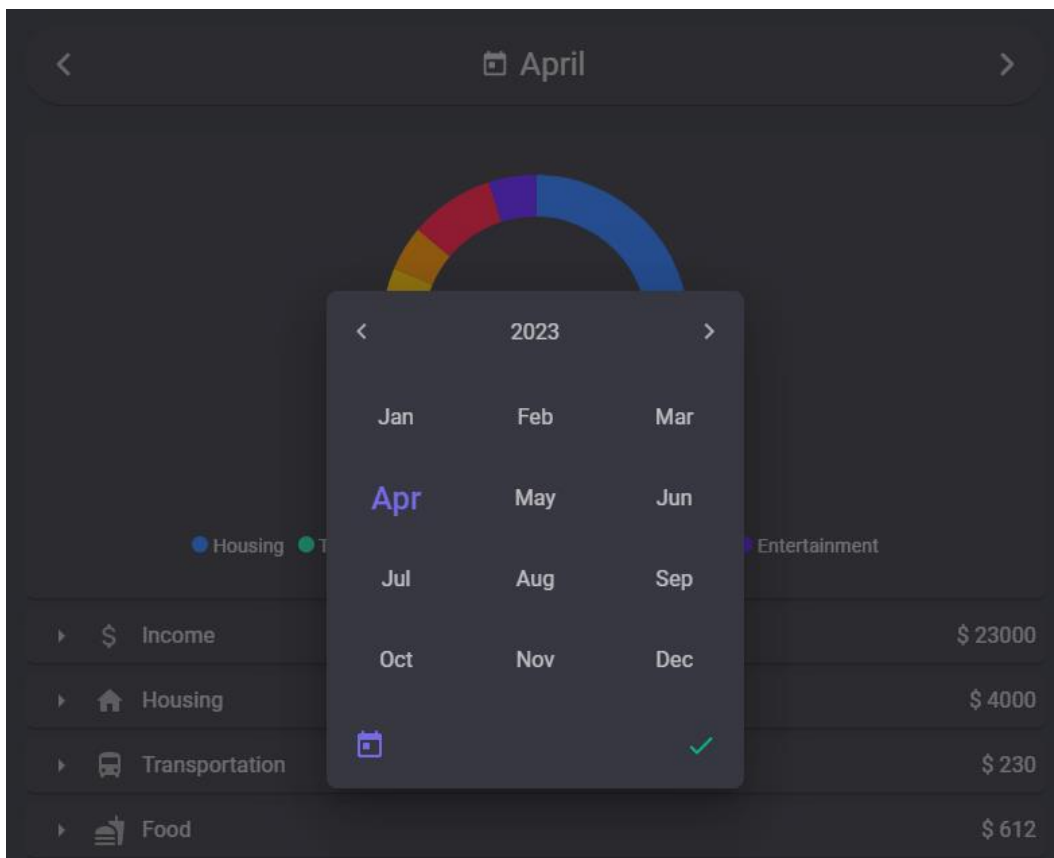 April
2023
Jan Feb Mar
Apr May Jun
Housing T Entertainment
Jul Aug Sep
Income $ 23000
Oct Nov Dec
Housing $ 4000
Transportation $ 230
Food $ 612